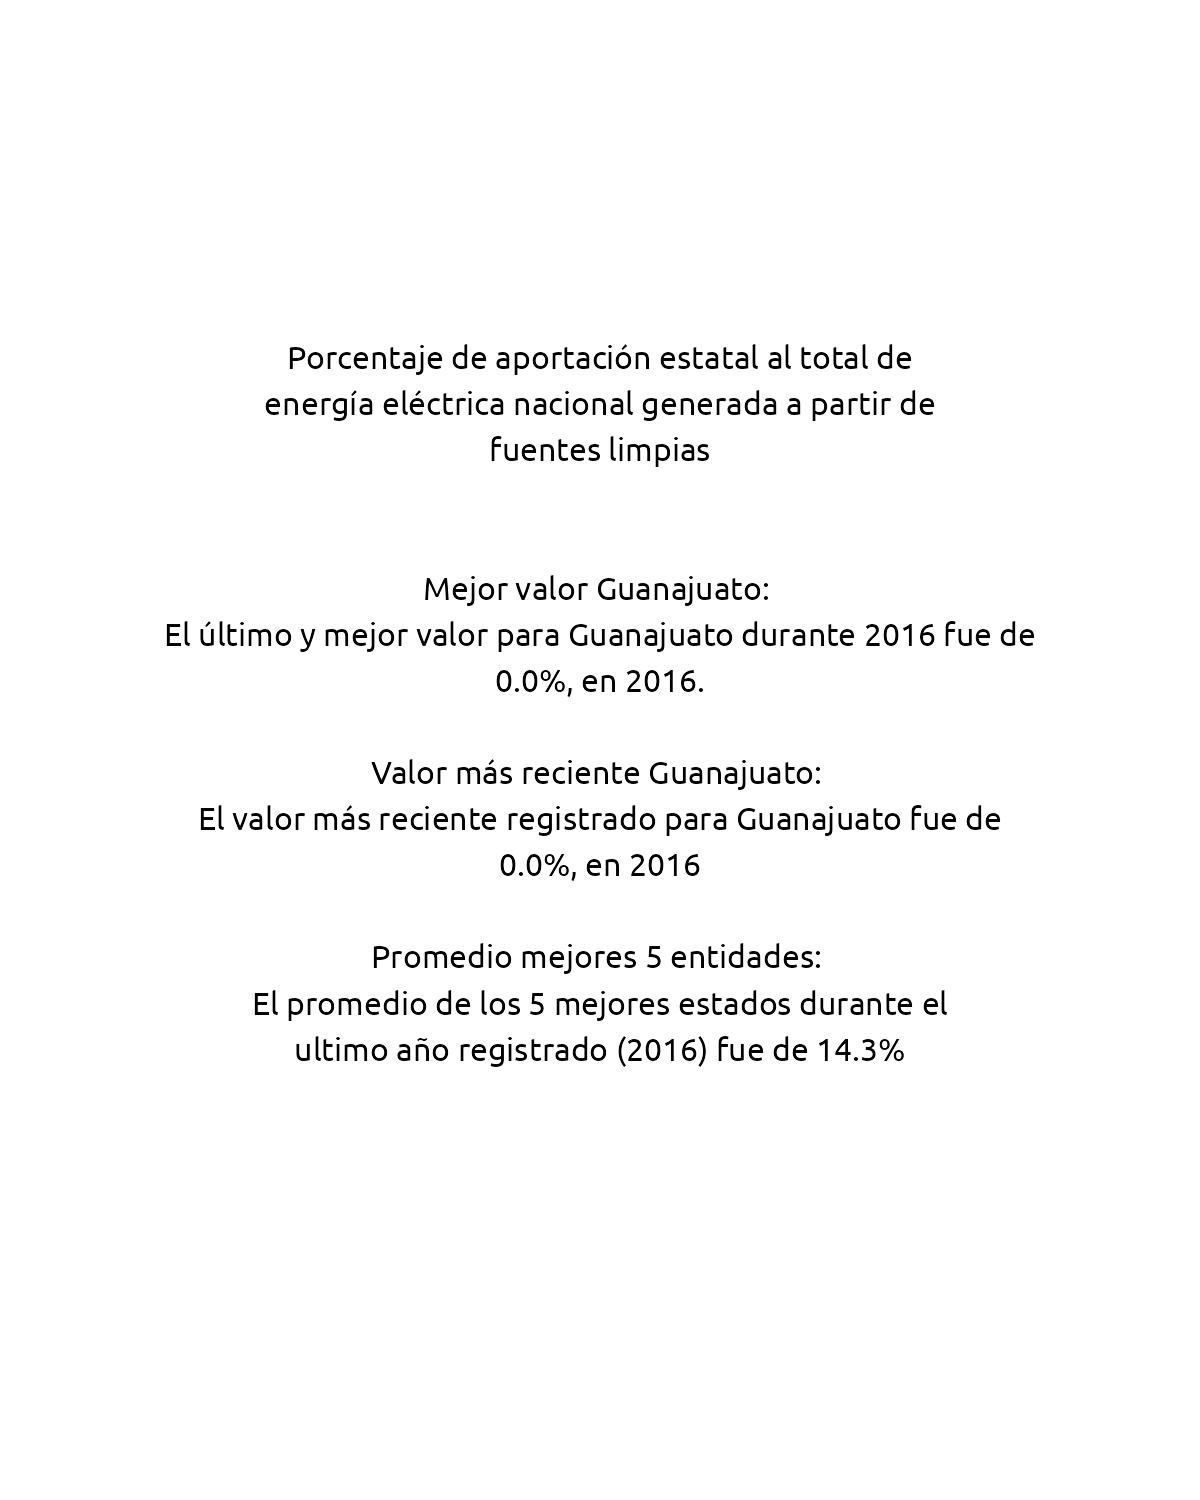 Porcentaje de aportación estatal al total de
energía eléctrica nacional generada a partir de
fuentes limpias
Mejor valor Guanajuato:
El último y mejor valor para Guanajuato durante 2016 fue de
0.0%, en 2016.
Valor más reciente Guanajuato:
El valor más reciente registrado para Guanajuato fue de
0.0%, en 2016
Promedio mejores 5 entidades:
El promedio de los 5 mejores estados durante el
ultimo año registrado (2016) fue de 14.3%